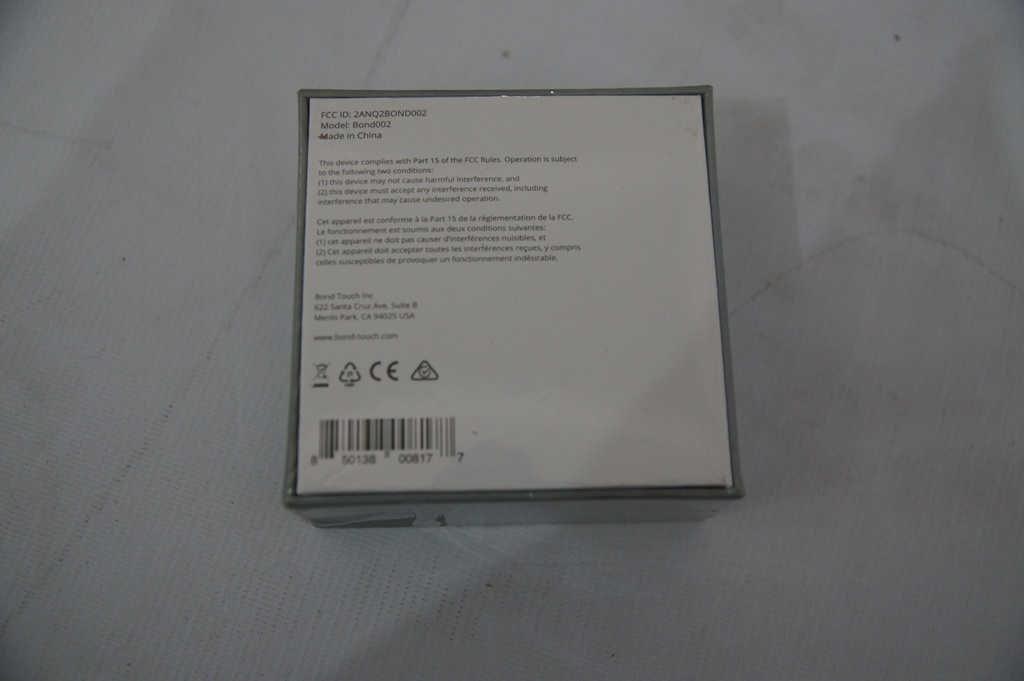 FCC ID: 2ANQ2BOND002
Model: Bond002
Made in China
This device complies with Part 15 of the FCC Rules. Operation is subject
to the following two conditions:
(1) this device may not cause harmful interference, and
(2) this device must accept any interference received, including
interference that may cause undesired operation.
Cet appareil est conforme à la Part 15 de la réglementation de la FCC.
Le fonctionnement est soumis aux deux conditions suivantes:
(1) cet appareil ne doit pas causer d'interférences nuisibles, et
(2) Cet appareil doit accepter toutes les interférences reçues, y compris
celles susceptibles de provoquer un fonctionnement indésirable.
Bond Touch Inc
622 Santa Cruz Ave, Suite B
Menlo Park, CA 94025 USA
www.bond-touch.com
CE
8 50138 00817 7